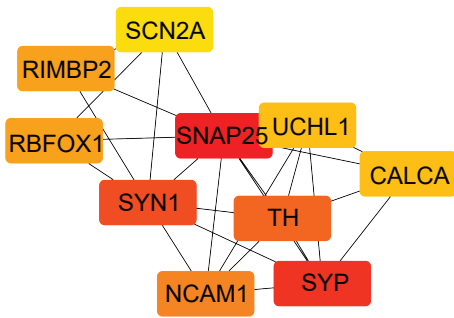 SCN2A
RIMBP2
UCHL1
SNAP25
RBFOX1
CALCA
SYN1
TH
SYP
NCAM1